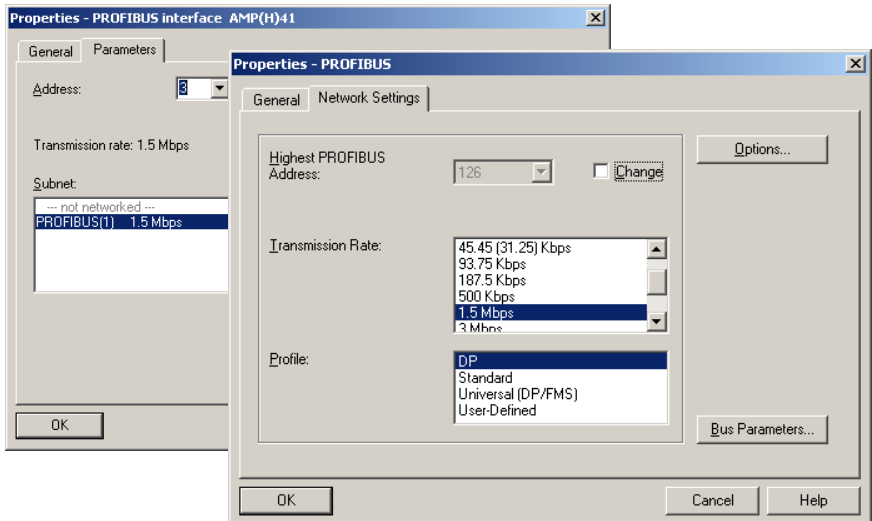 Properties - PROFIBUS interface  AMP(H)41
General
Parameters
Address:
3
Transmission rate: 1.5 Mbps
Subnet:
--- not networked ---
PROFIBUS(1)    1.5 Mbps
OK
Properties - PROFIBUS
General
Network Settings
Highest PROFIBUS
Address:
126
Change
Options...
Transmission Rate:
45.45 (31.25) Kbps
93.75 Kbps
187.5 Kbps
500 Kbps
1.5 Mbps
3 Mbps
Profile:
DP
Standard
Universal (DP/FMS)
User-Defined
Bus Parameters...
OK
Cancel
Help